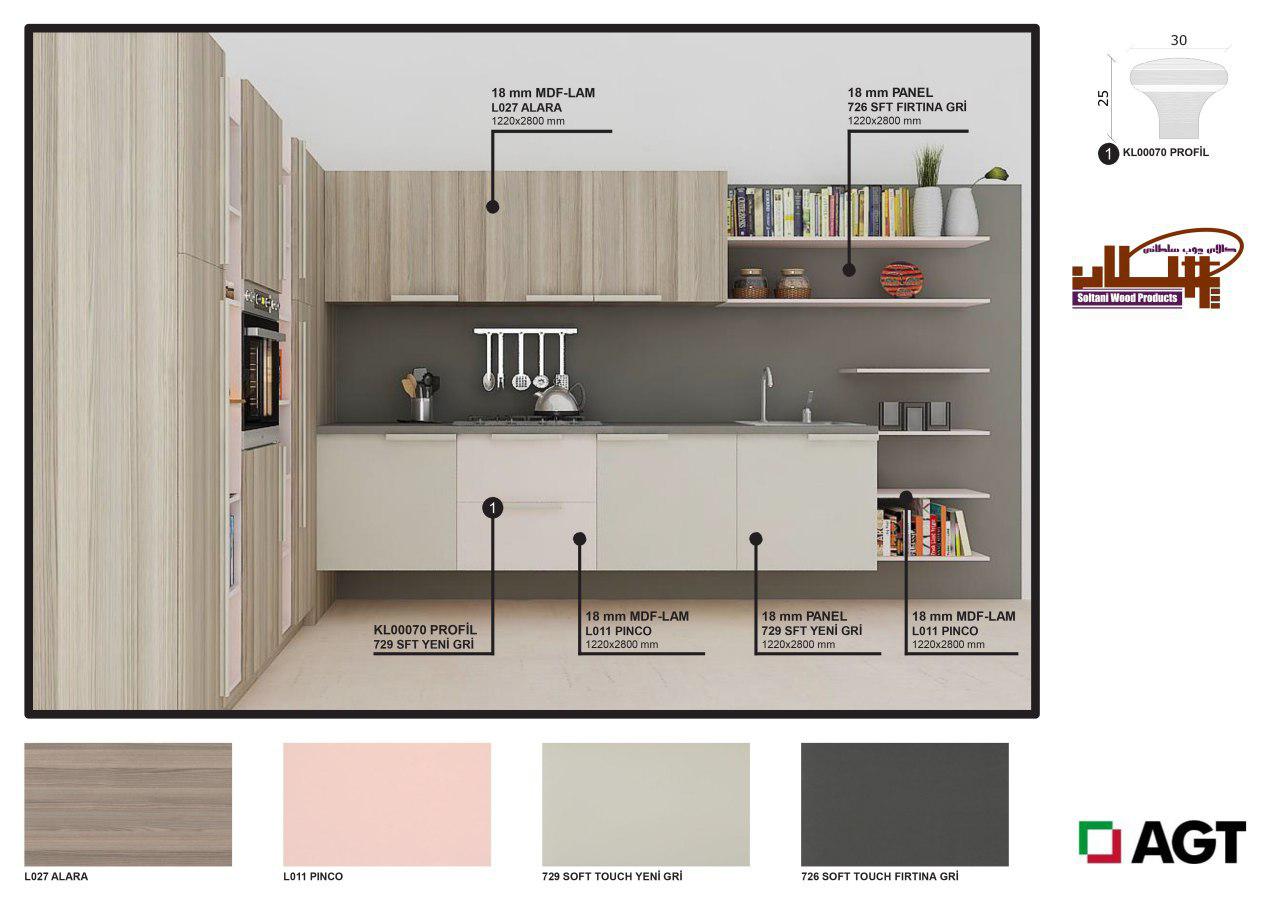 18 mm MDF-LAM
L027 ALARA
1220x2800 mm
18 mm PANEL
726 SFT FIRTINA GRİ
1220x2800 mm
30
25
1 KL00070 PROFİL
کالای چوب سلطانی
Soltani Wood Products
1
KL00070 PROFİL
729 SFT YENİ GRİ
18 mm MDF-LAM
L011 PINCO
1220x2800 mm
18 mm PANEL
729 SFT YENİ GRİ
1220x2800 mm
18 mm MDF-LAM
L011 PINCO
1220x2800 mm
L027 ALARA
L011 PINCO
729 SOFT TOUCH YENİ GRİ
726 SOFT TOUCH FIRTINA GRİ
AGT